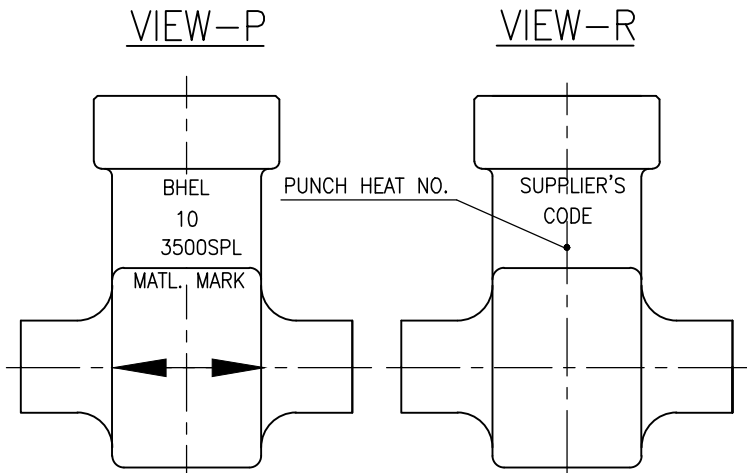 VIEW-P
VIEW-R
BHEL
10
3500SPL
MATL. MARK
PUNCH HEAT NO.
SUPPLIER'S
CODE